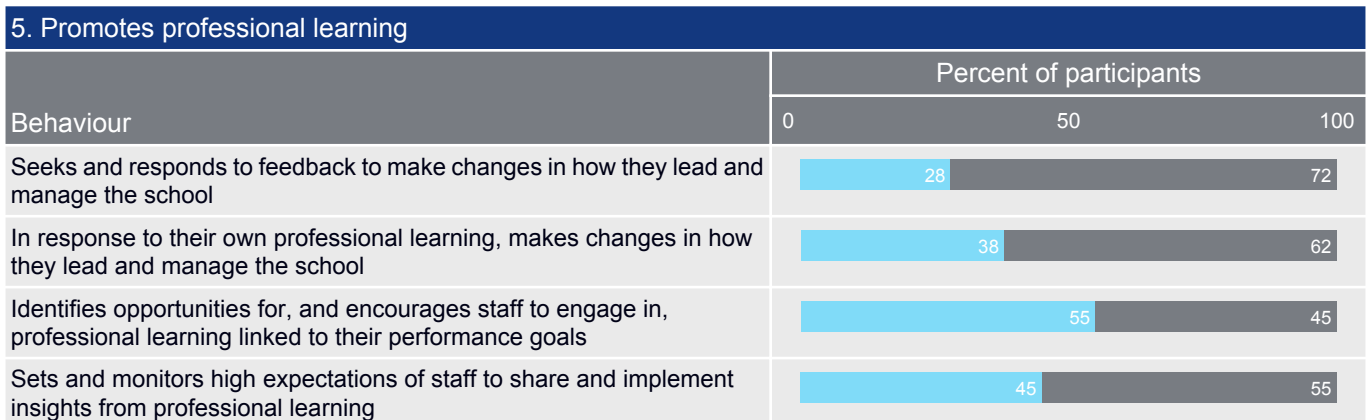 5. Promotes professional learning
Percent of participants
Behaviour
0 50 100
Seeks and responds to feedback to make changes in how they lead and
manage the school
28 72
In response to their own professional learning, makes changes in how
they lead and manage the school
38 62
Identifies opportunities for, and encourages staff to engage in,
professional learning linked to their performance goals
55 45
Sets and monitors high expectations of staff to share and implement
insights from professional learning
45 55